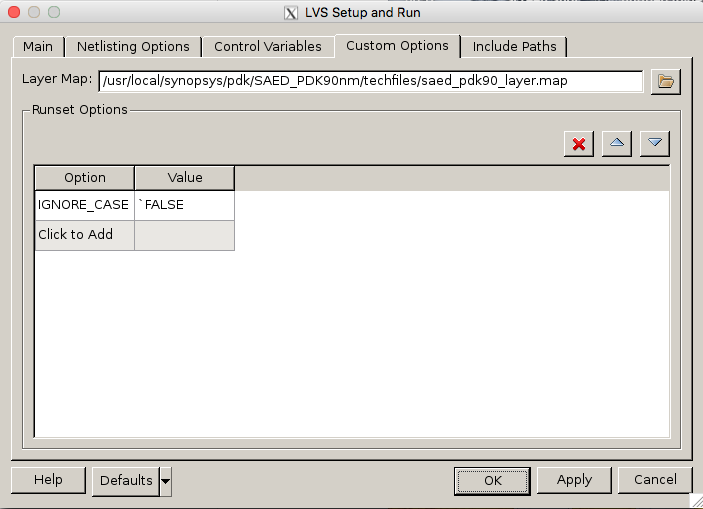 LVS Setup and Run
Main Netlisting Options Control Variables Custom Options Include Paths
Layer Map: /usr/local/synopsys/pdk/SAED_PDK90nm/techfiles/saed_pdk90_layer.map
Runset Options
Option Value
IGNORE_CASE `FALSE
Click to Add
Help Defaults OK Apply Cancel